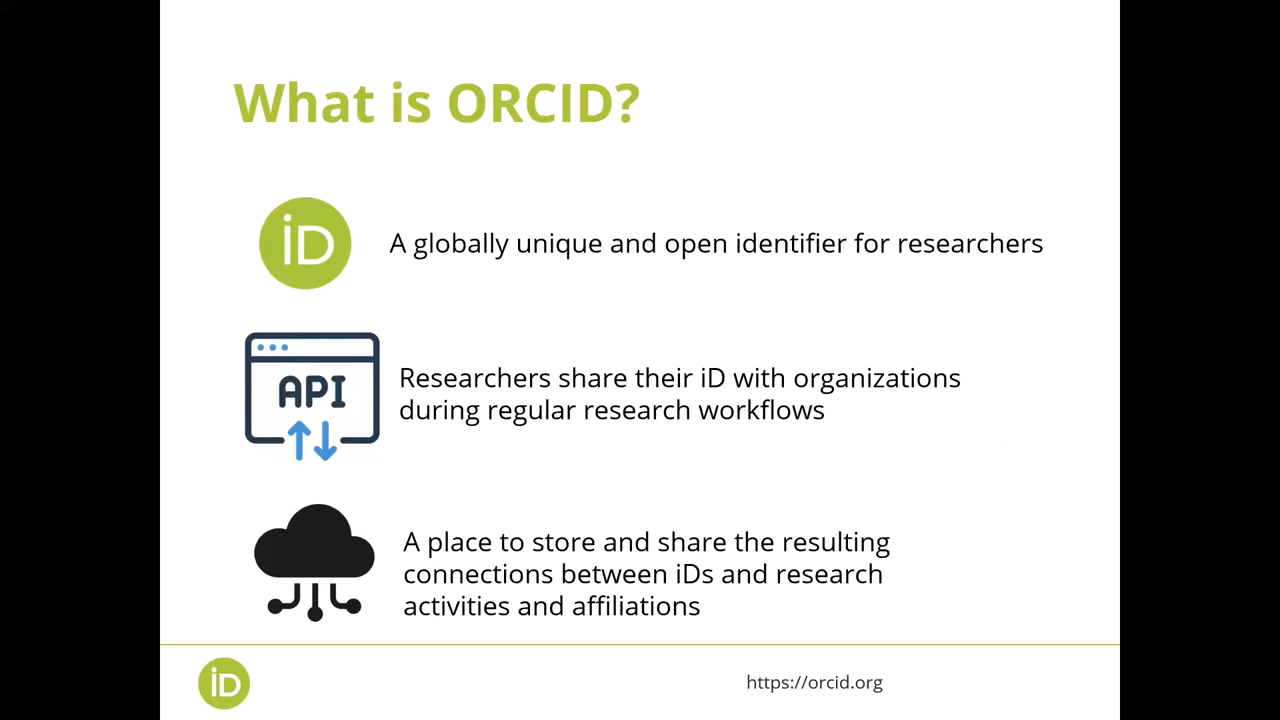 What is ORCID?
iD
A globally unique and open identifier for researchers
API
Researchers share their iD with organizations
during regular research workflows
A place to store and share the resulting
connections between iDs and research
activities and affiliations
iD
https://orcid.org